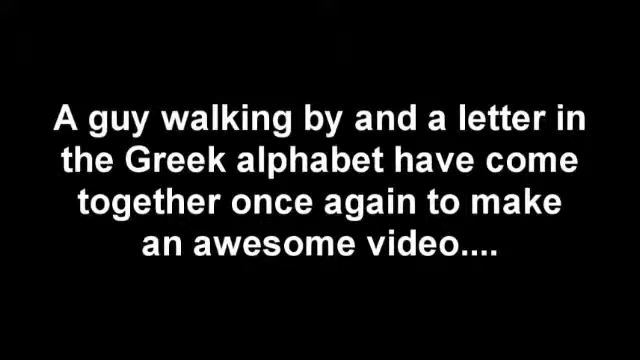 A guy walking by and a letter in
the Greek alphabet have come
together once again to make
an awesome video....